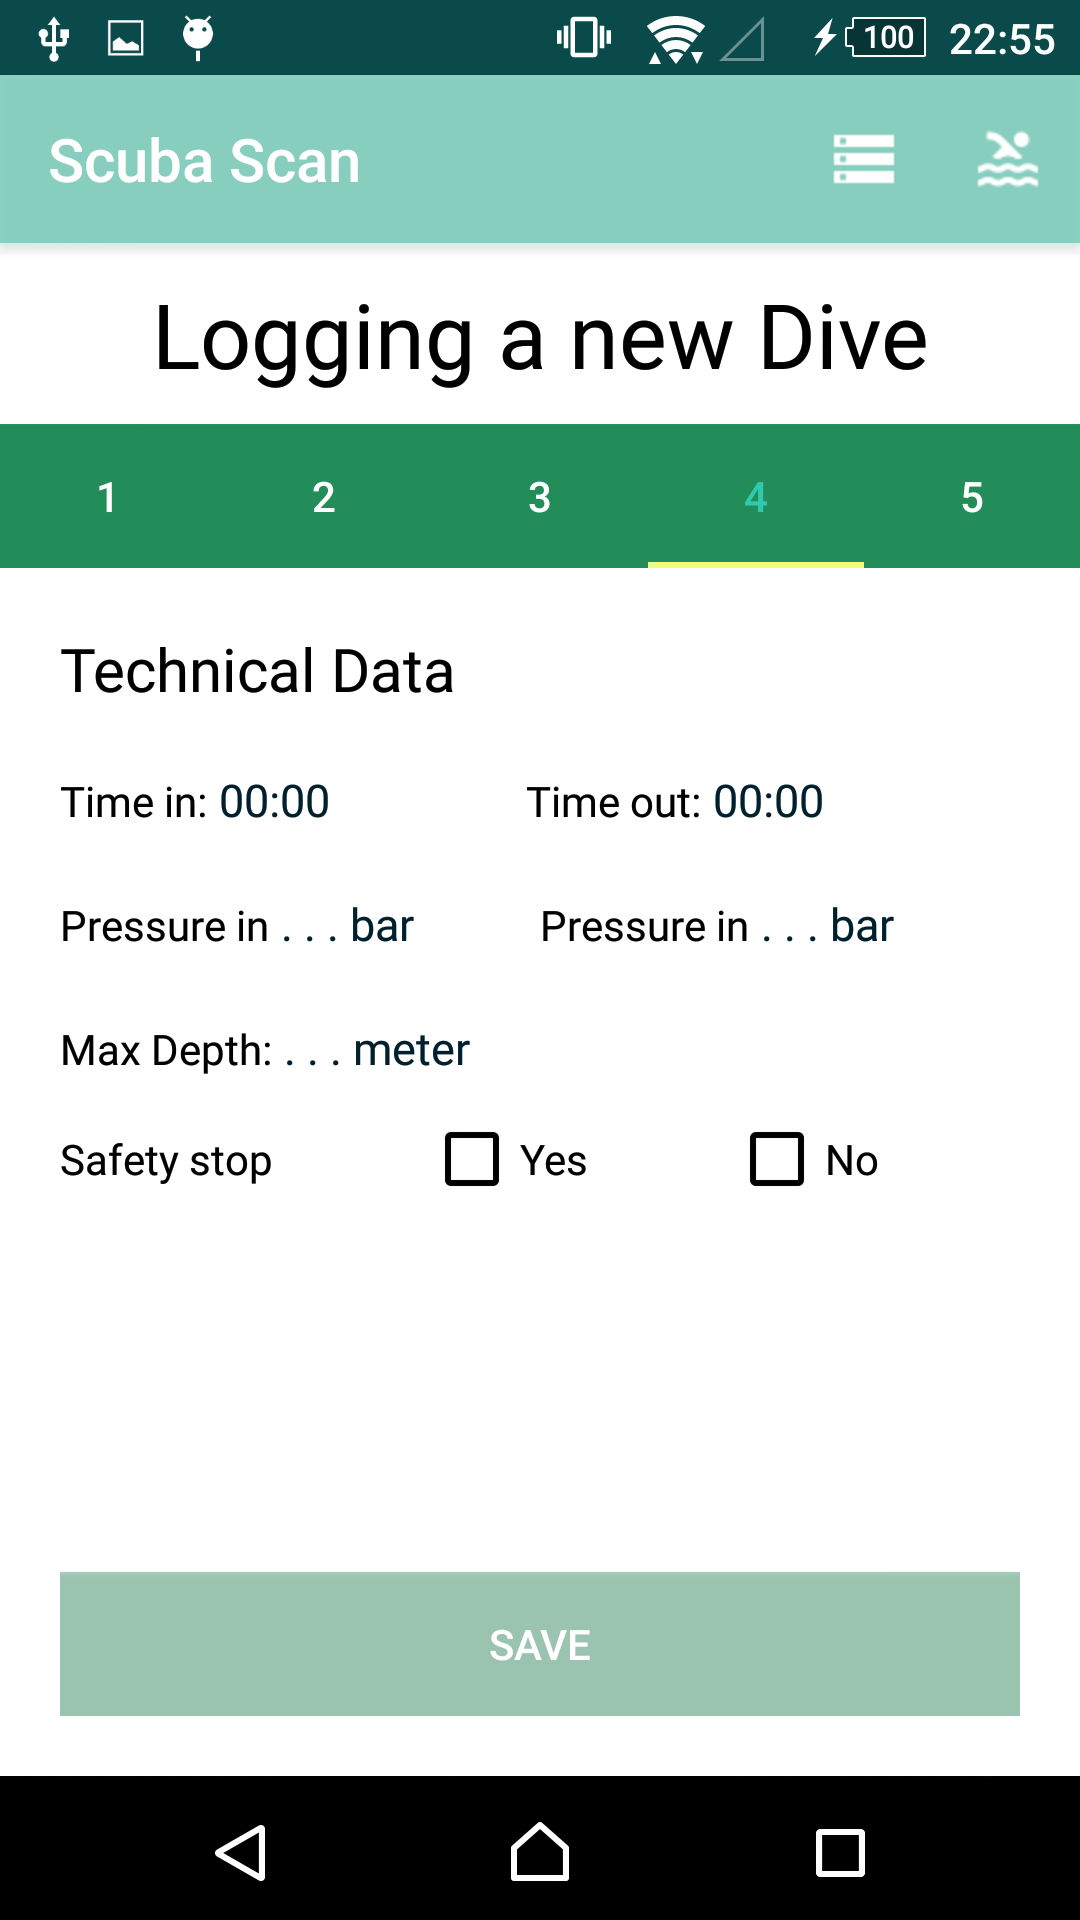 100 22:55
Scuba Scan
Logging a new Dive
1 2 3 4 5
Technical Data
Time in: 00:00 Time out: 00:00
Pressure in . . . bar Pressure in . . . bar
Max Depth: . . . meter
Safety stop Yes No
SAVE